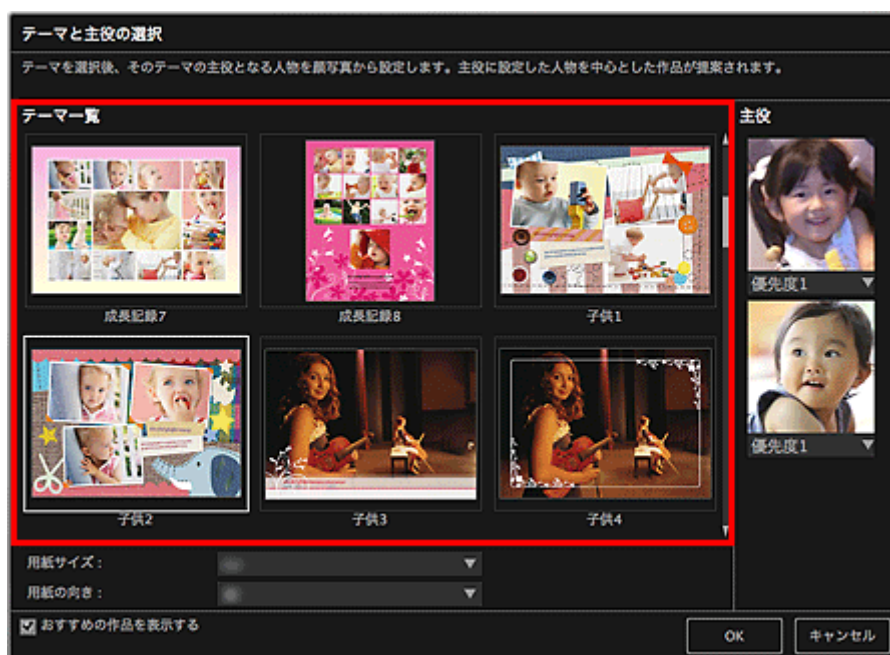 テーマと主役の選択
テーマを選択後、そのテーマの主役となる人物を顔写真から設定します。主役に設定した人物を中心とした作品が提案されます。
テーマ一覧
主役
成長記録7
成長記録8
子供1
優先度1
子供2
子供3
子供4
優先度1
用紙サイズ：
用紙の向き：
おすすめの作品を表示する
OK
キャンセル